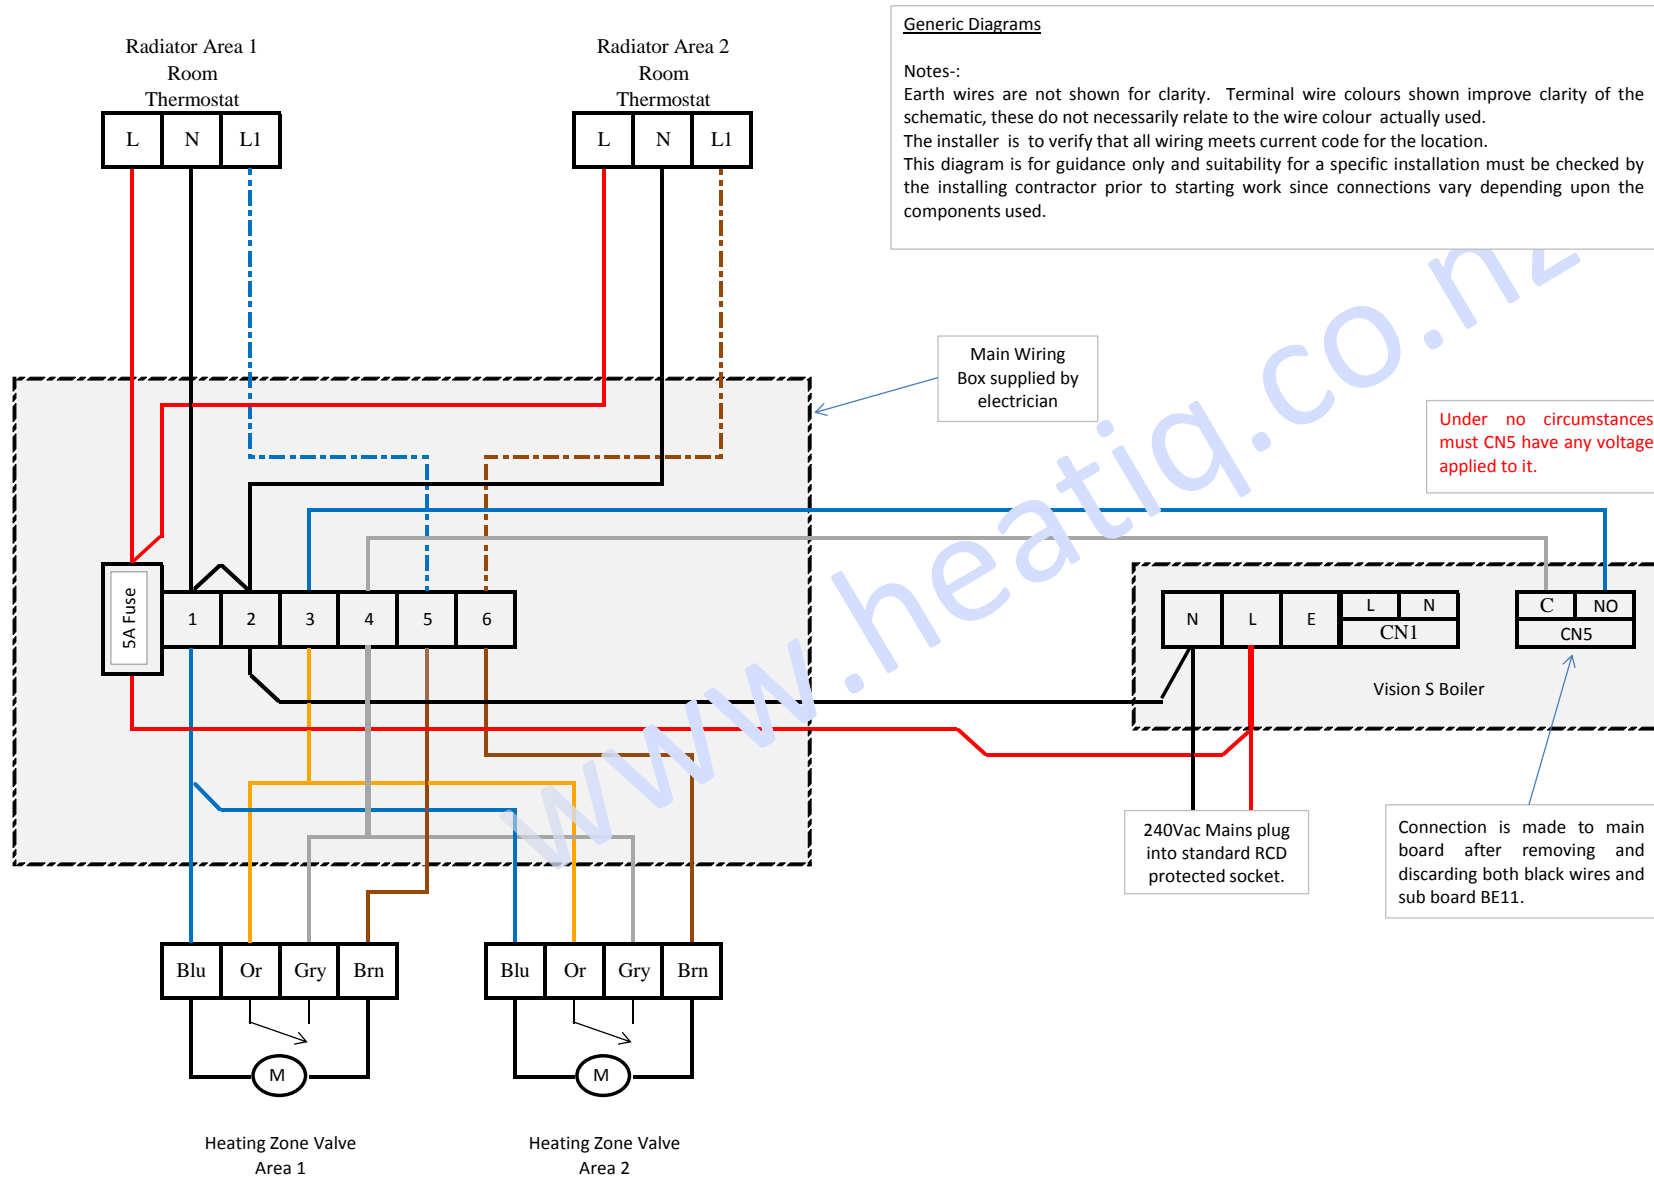 Generic Diagrams
Notes-:
Earth wires are not shown for clarity. Terminal wire colours shown improve clarity of the
schematic, these do not necessarily relate to the wire colour actually used.
The installer is to verify that all wiring meets current code for the location.
This diagram is for guidance only and suitability for a specific installation must be checked by
the installing contractor prior to starting work since connections vary depending upon the
components used.
Radiator Area 1
Room
Thermostat
L N L1
Radiator Area 2
Room
Thermostat
L N L1
Main Wiring
Box supplied by
electrician
Under no circumstances
must CN5 have any voltage
applied to it.
www.heatiq.co.nz
5A Fuse
1 2 3 4 5 6
N L E L N
CN1
C NO
CN5
Vision S Boiler
240Vac Mains plug
into standard RCD
protected socket.
Connection is made to main
board after removing and
discarding both black wires and
sub board BE11.
Blu Or Gry Brn
Blu Or Gry Brn
M
M
Heating Zone Valve
Area 1
Heating Zone Valve
Area 2